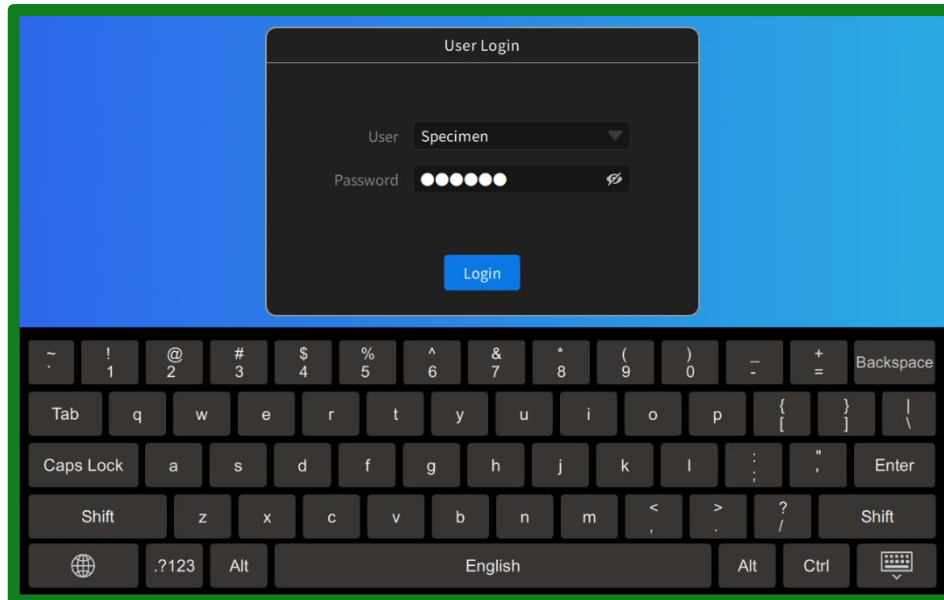 User Login
User Specimen
Password ●●●●●●
Login
~ ! @ # $ % ^ & * ( ) _ +
` 1 2 3 4 5 6 7 8 9 0 - = Backspace
Tab q w e r t y u i o p { } |
[ ] \
Caps Lock a s d f g h j k l : " Enter
; '
Shift z x c v b n m < > ? Shift
, . /
.?123 Alt English Alt Ctrl